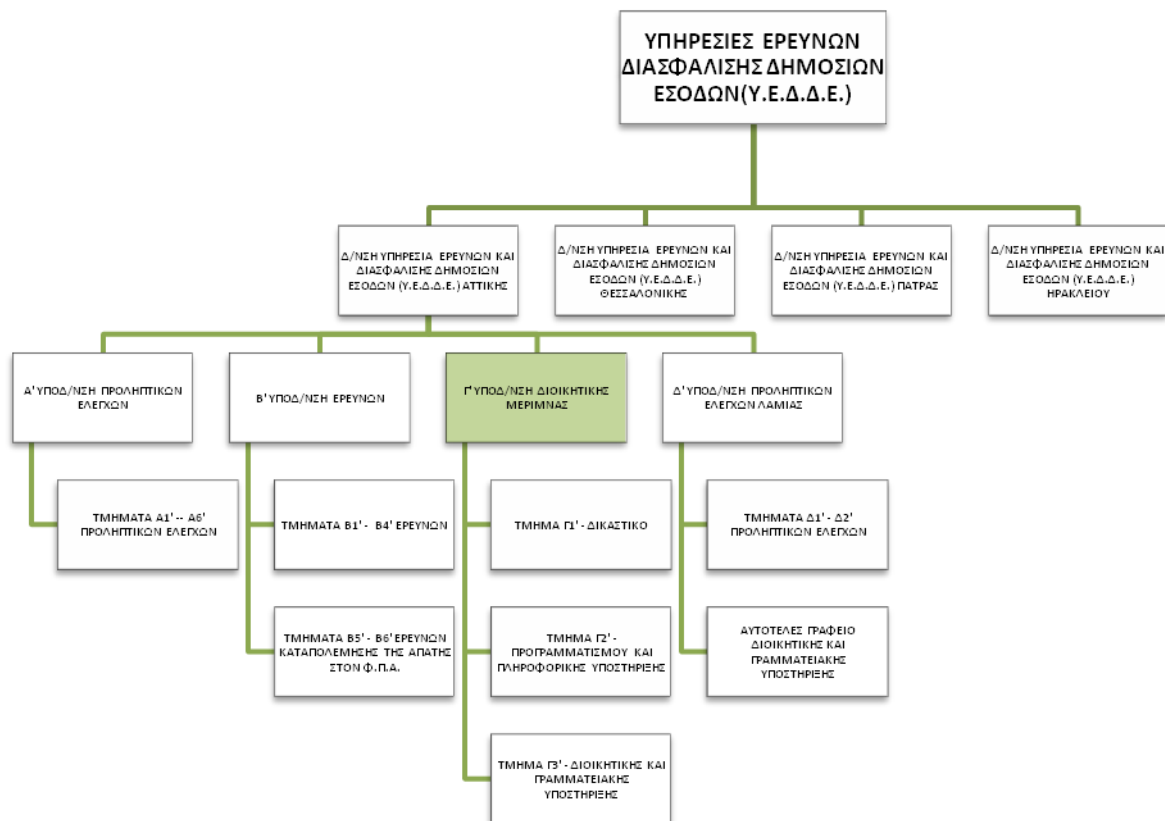 ΥΠΗΡΕΣΙΕΣ ΕΡΕΥΝΩΝ
ΔΙΑΣΦΑΛΙΣΗΣ ΔΗΜΟΣΙΩΝ
ΕΣΟΔΩΝ(Υ.Ε.Δ.Δ.Ε.)
Δ/ΝΣΗ ΥΠΗΡΕΣΙΑ ΕΡΕΥΝΩΝ ΚΑΙ
ΔΙΑΣΦΑΛΙΣΗΣ ΔΗΜΟΣΙΩΝ
ΕΣΟΔΩΝ (Υ.Ε.Δ.Δ.Ε.) ΑΤΤΙΚΗΣ
Δ/ΝΣΗ ΥΠΗΡΕΣΙΑ ΕΡΕΥΝΩΝ ΚΑΙ
ΔΙΑΣΦΑΛΙΣΗΣ ΔΗΜΟΣΙΩΝ
ΕΣΟΔΩΝ (Υ.Ε.Δ.Δ.Ε.)
ΘΕΣΣΑΛΟΝΙΚΗΣ
Δ/ΝΣΗ ΥΠΗΡΕΣΙΑ ΕΡΕΥΝΩΝ ΚΑΙ
ΔΙΑΣΦΑΛΙΣΗΣ ΔΗΜΟΣΙΩΝ
ΕΣΟΔΩΝ (Υ.Ε.Δ.Δ.Ε.) ΠΑΤΡΑΣ
Δ/ΝΣΗ ΥΠΗΡΕΣΙΑ ΕΡΕΥΝΩΝ ΚΑΙ
ΔΙΑΣΦΑΛΙΣΗΣ ΔΗΜΟΣΙΩΝ
ΕΣΟΔΩΝ (Υ.Ε.Δ.Δ.Ε.)
ΗΡΑΚΛΕΙΟΥ
Α' ΥΠΟΔ/ΝΣΗ ΠΡΟΛΗΠΤΙΚΩΝ
ΕΛΕΓΧΩΝ
Β' ΥΠΟΔ/ΝΣΗ ΕΡΕΥΝΩΝ
Γ' ΥΠΟΔ/ΝΣΗ ΔΙΟΙΚΗΤΙΚΗΣ
ΜΕΡΙΜΝΑΣ
Δ' ΥΠΟΔ/ΝΣΗ ΠΡΟΛΗΠΤΙΚΩΝ
ΕΛΕΓΧΩΝ ΛΑΜΙΑΣ
ΤΜΗΜΑΤΑ Α1' -- Α6'
ΠΡΟΛΗΠΤΙΚΩΝ ΕΛΕΓΧΩΝ
ΤΜΗΜΑΤΑ Β1' - Β4' ΕΡΕΥΝΩΝ
ΤΜΗΜΑ Γ1' - ΔΙΚΑΣΤΙΚΟ
ΤΜΗΜΑΤΑ Δ1' - Δ2'
ΠΡΟΛΗΠΤΙΚΩΝ ΕΛΕΓΧΩΝ
ΤΜΗΜΑΤΑ Β5' - Β6' ΕΡΕΥΝΩΝ
ΚΑΤΑΠΟΛΕΜΗΣΗΣ ΤΗΣ ΑΠΑΤΗΣ
ΣΤΟΝ Φ.Π.Α.
ΤΜΗΜΑ Γ2' -
ΠΡΟΓΡΑΜΜΑΤΙΣΜΟΥ ΚΑΙ
ΠΛΗΡΟΦΟΡΙΚΗΣ ΥΠΟΣΤΗΡΙΞΗΣ
ΑΥΤΟΤΕΛΕΣ ΓΡΑΦΕΙΟ
ΔΙΟΙΚΗΤΙΚΗΣ ΚΑΙ
ΓΡΑΜΜΑΤΕΙΑΚΗΣ
ΥΠΟΣΤΗΡΙΞΗΣ
ΤΜΗΜΑ Γ3' - ΔΙΟΙΚΗΤΙΚΗΣ ΚΑΙ
ΓΡΑΜΜΑΤΕΙΑΚΗΣ
ΥΠΟΣΤΗΡΙΞΗΣ